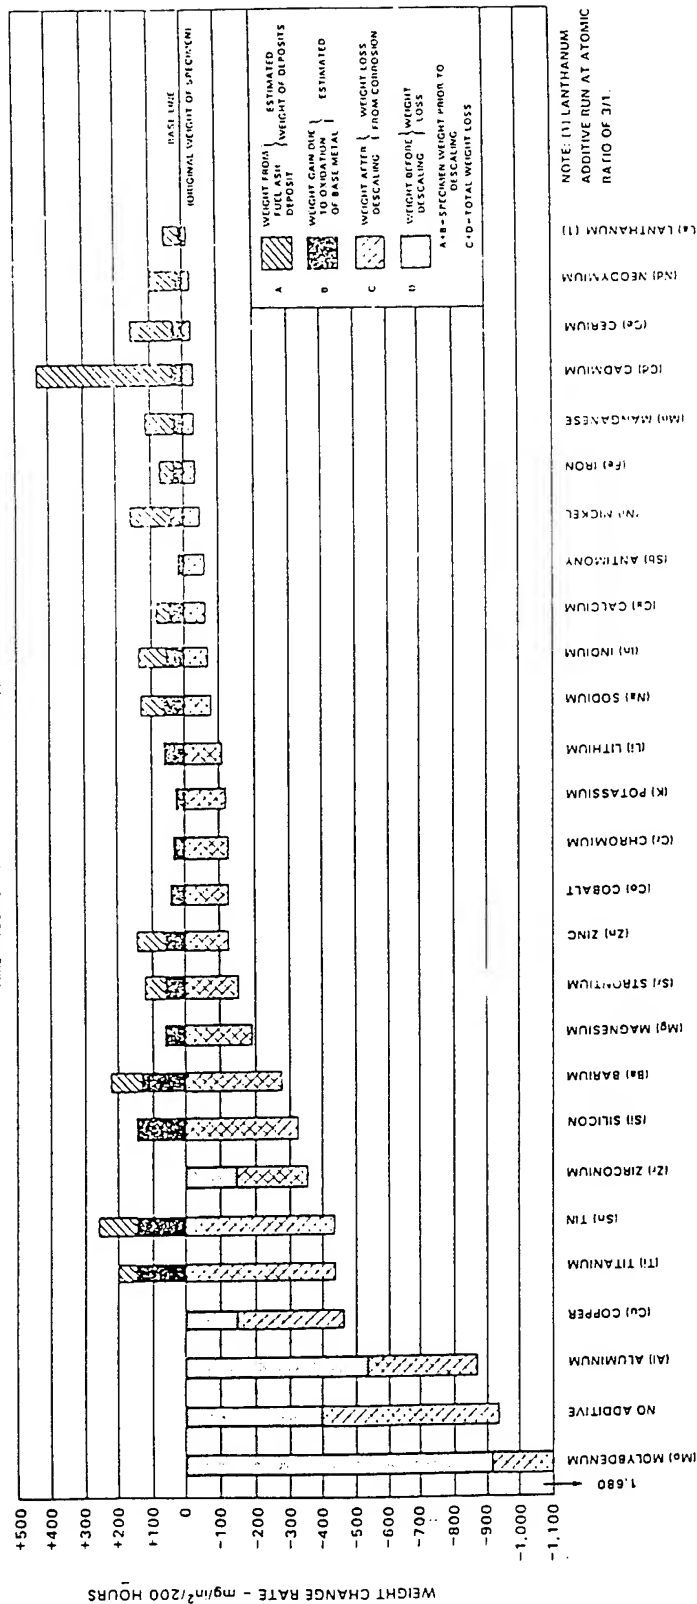 WEIGHT CHANGE RATE – mg/in²/200 HOURS
+500
+400
+300
+200
+100
0
-100
-200
-300
-400
-500
-600
-700
-800
-900
-1,000
-1,100
1,680
(Mo) MOLYBDENUM
NO ADDITIVE
(Al) ALUMINUM
(Cu) COPPER
(Ti) TITANIUM
(Sn) TIN
(Zr) ZIRCONIUM
(Si) SILICON
(Ba) BARIUM
(Mg) MAGNESIUM
(Sr) STRONTIUM
(Zn) ZINC
(Co) COBALT
(Cr) CHROMIUM
(K) POTASSIUM
(Li) LITHIUM
(Na) SODIUM
(In) INDIUM
(Ca) CALCIUM
(Sb) ANTIMONY
(Ni) NICKEL
(Fe) IRON
(Mn) MANGANESE
(Cd) CADMIUM
(Ce) CERIUM
(Nd) NEODYMIUM
LANTHANUM (1)
BASE LINE
(ORIGINAL WEIGHT OF SPECIMEN)
A
WEIGHT FROM
FUEL ASH
DEPOSIT
ESTIMATED
WEIGHT OF DEPOSITS
B
WEIGHT GAIN DUE
TO OXIDATION
OF BASE METAL
ESTIMATED
C
WEIGHT AFTER
DESCALING
WEIGHT LOSS
FROM CORROSION
D
WEIGHT BEFORE
DESCALING
WEIGHT
LOSS
A+B=SPECIMEN WEIGHT PRIOR TO
DESCALING
C+D=TOTAL WEIGHT LOSS
NOTE: (1) LANTHANUM
ADDITIVE RUN AT ATOMIC
RATIO OF 3/1.